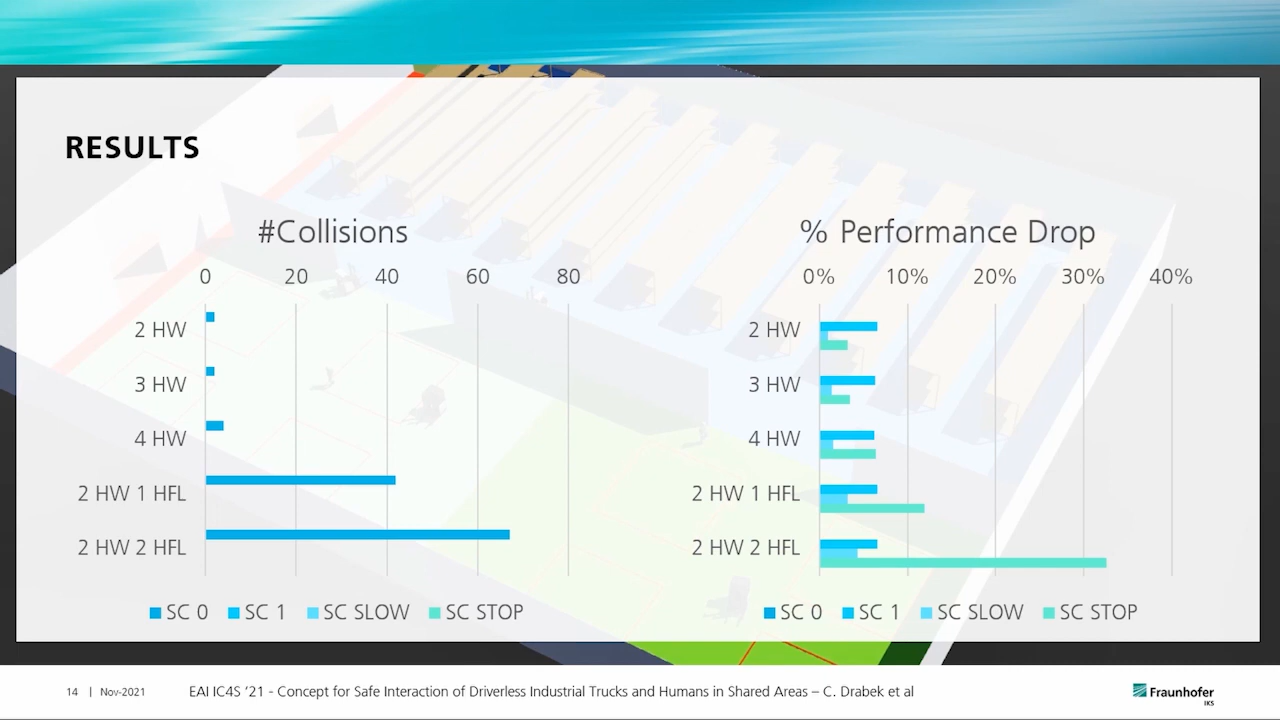 RESULTS
#Collisions
0 20 40 60 80
2 HW
3 HW
4 HW
2 HW 1 HFL
2 HW 2 HFL
SC 0 SC 1 SC SLOW SC STOP
% Performance Drop
0% 10% 20% 30% 40%
2 HW
3 HW
4 HW
2 HW 1 HFL
2 HW 2 HFL
SC 0 SC 1 SC SLOW SC STOP
14 | Nov-2021 EAI IC4S ‘21 - Concept for Safe Interaction of Driverless Industrial Trucks and Humans in Shared Areas – C. Drabek et al
Fraunhofer
IKS